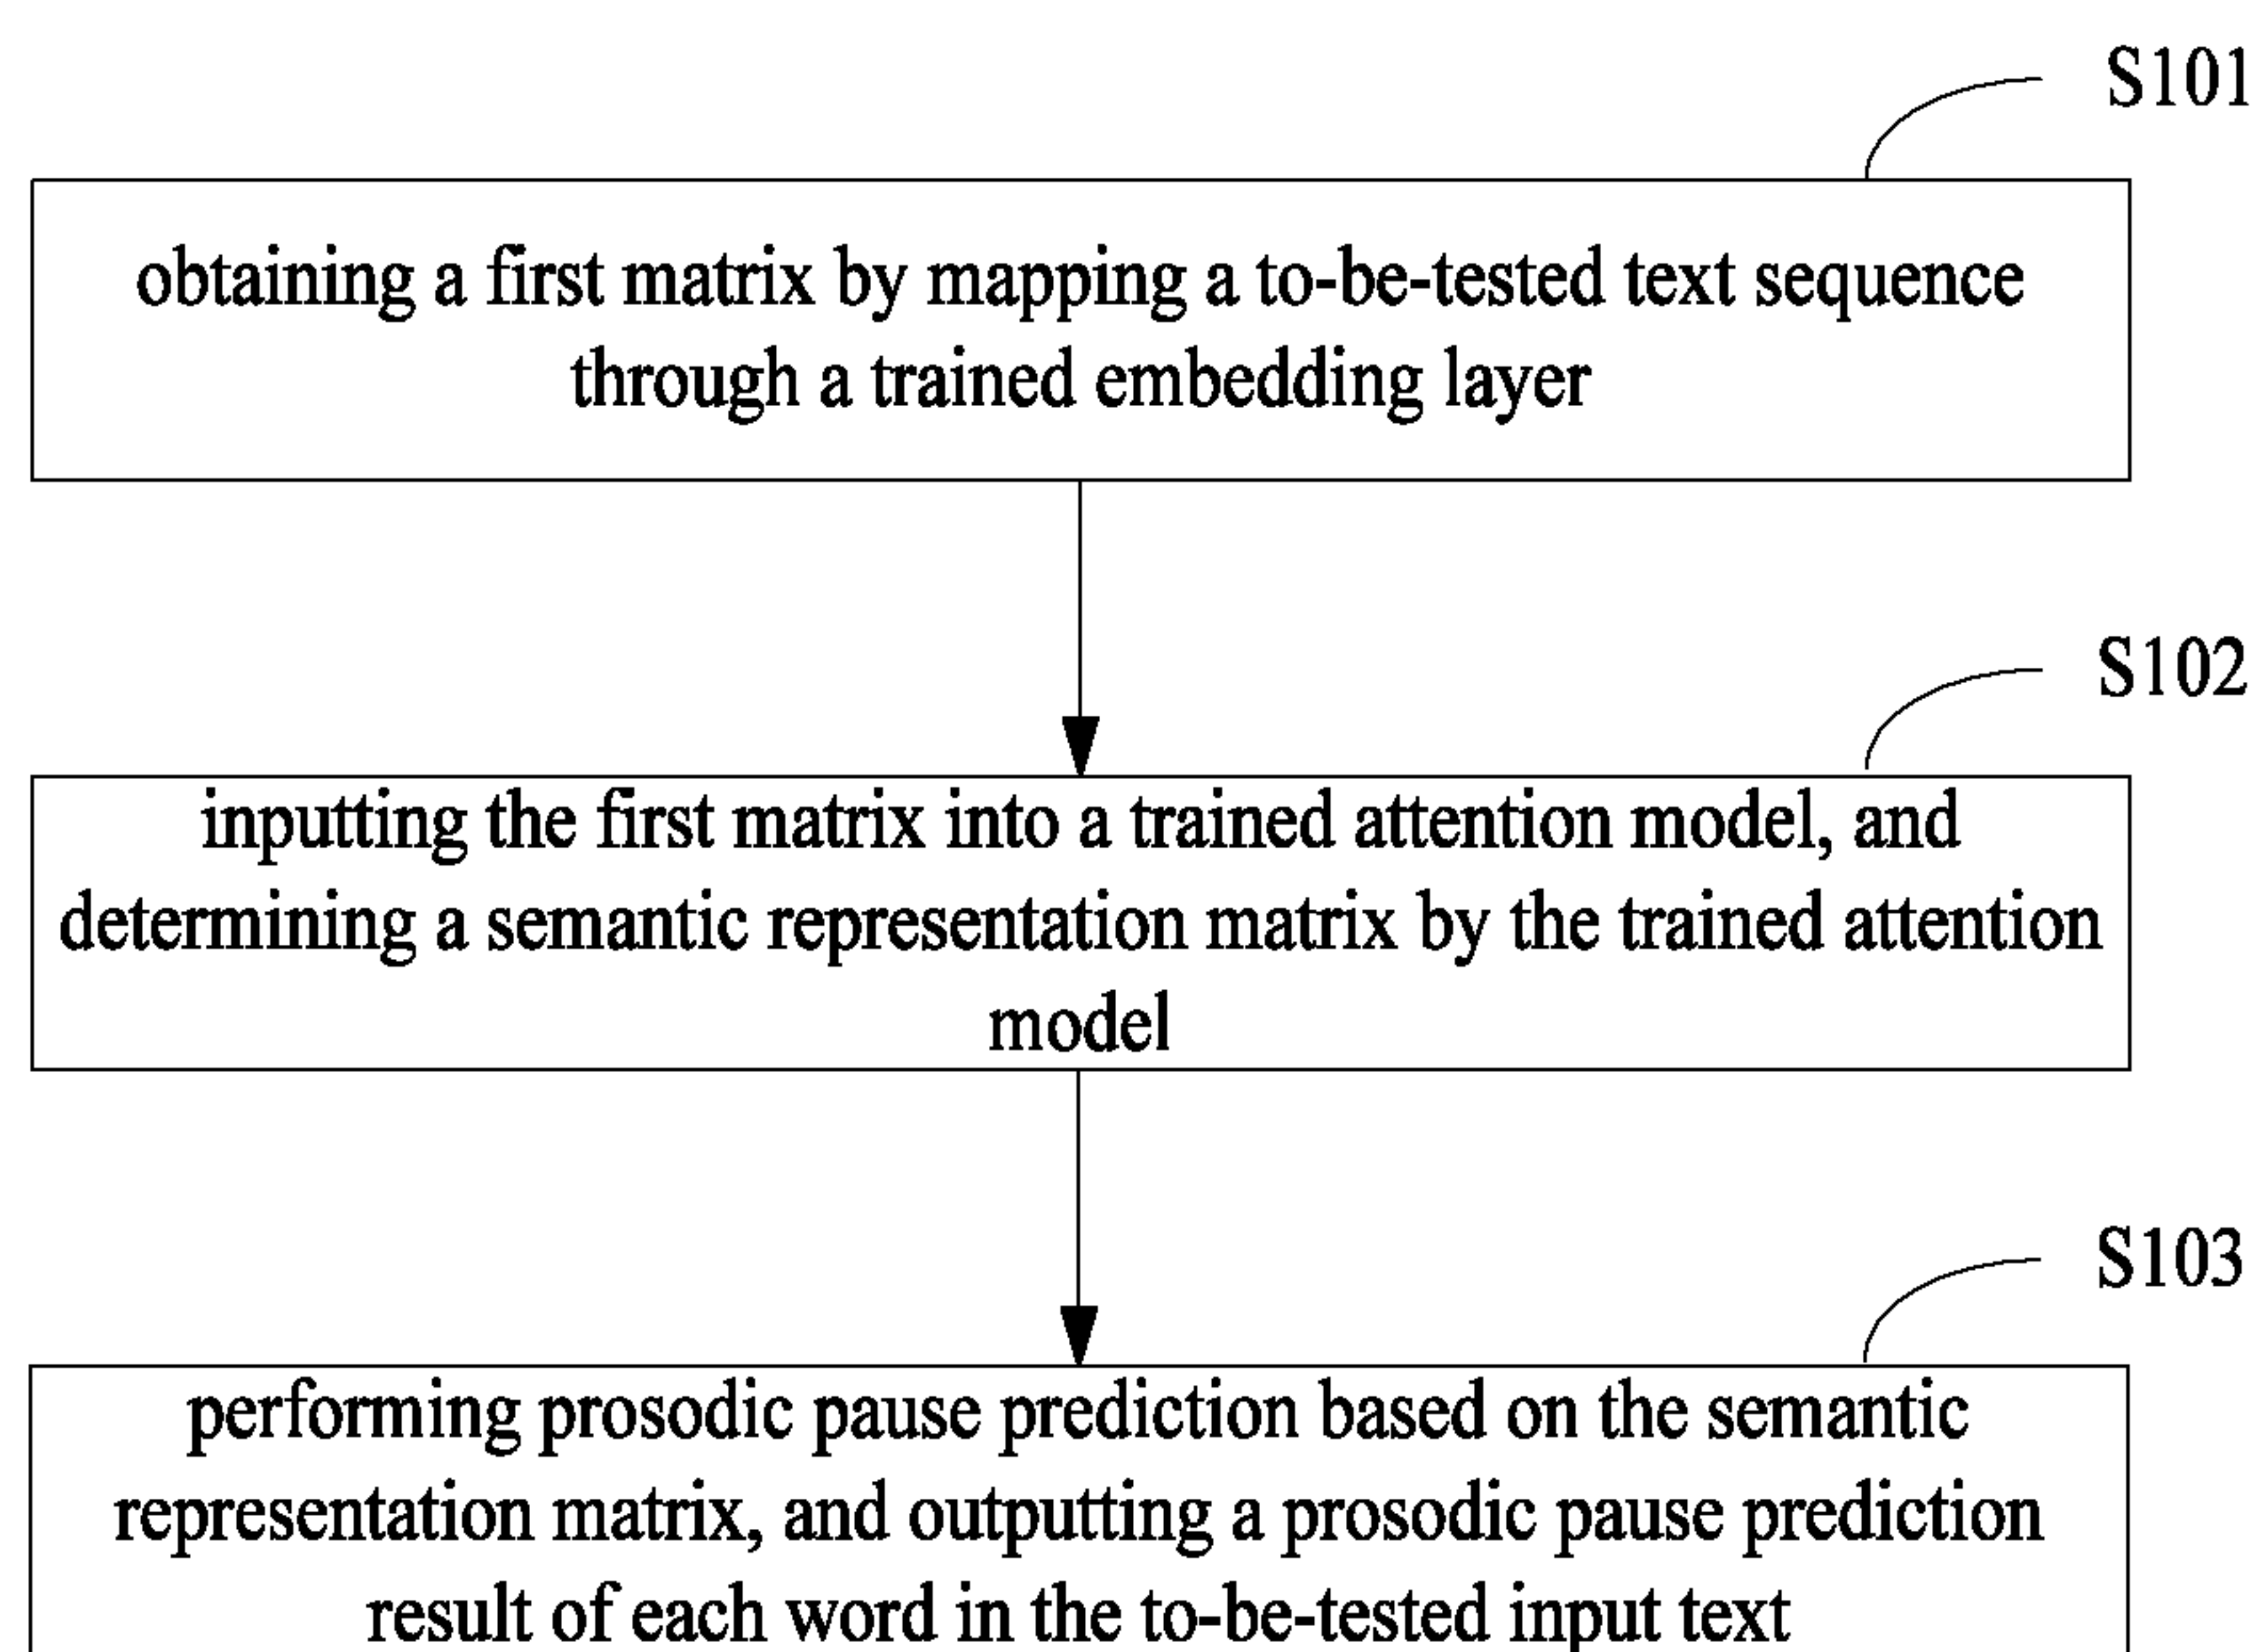 S101
obtaining a first matrix by mapping a to-be-tested text sequence
through a trained embedding layer
S102
inputting the first matrix into a trained attention model, and
determining a semantic representation matrix by the trained attention
model
S103
performing prosodic pause prediction based on the semantic
representation matrix, and outputting a prosodic pause prediction
result of each word in the to-be-tested input text